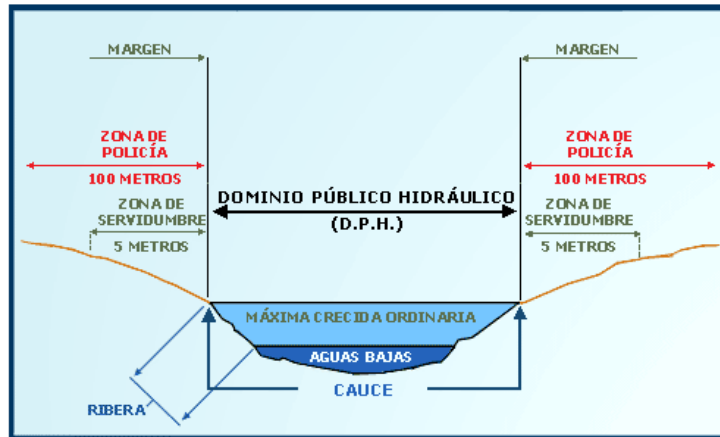 MARGEN
MARGEN
ZONA DE
POLICÍA
100 METROS
ZONA DE
POLICÍA
100 METROS
DOMINIO PÚBLICO HIDRÁULICO
(D.P.H.)
ZONA DE
SERVIDUMBRE
5 METROS
ZONA DE
SERVIDUMBRE
5 METROS
MÁXIMA CRECIDA ORDINARIA
AGUAS BAJAS
CAUCE
RIBERA